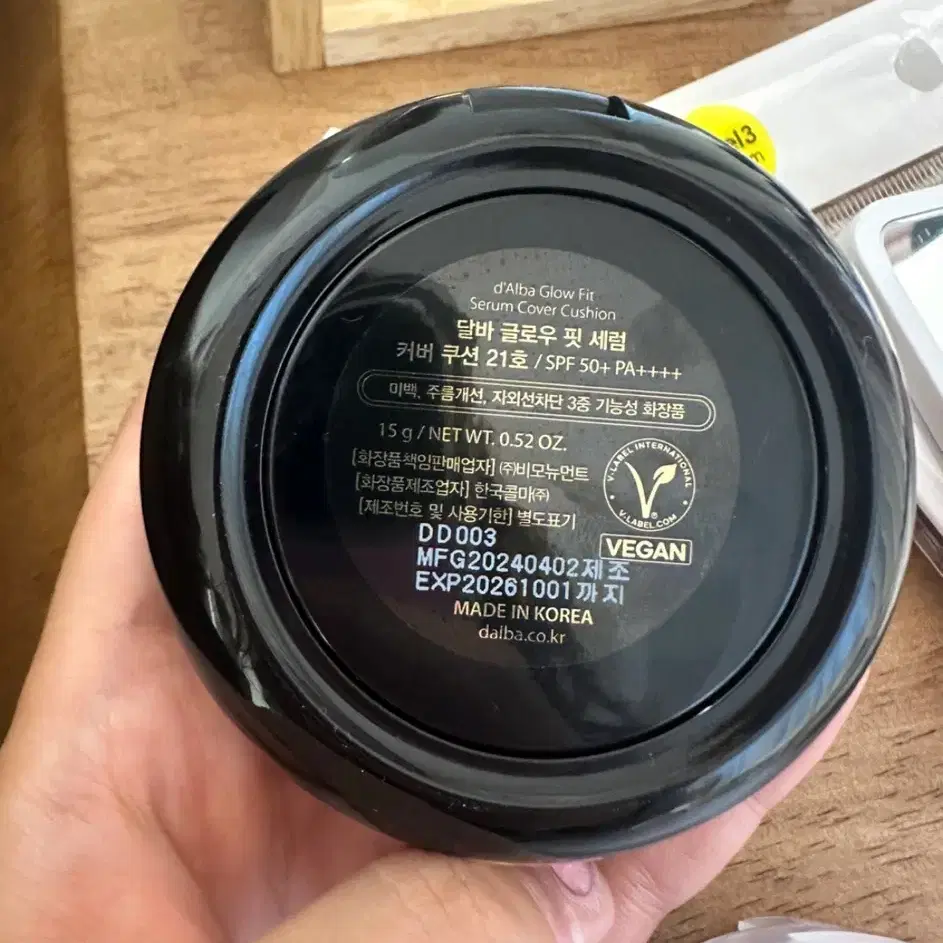 d'Alba Glow Fit
Serum Cover Cushion
달바 글로우 핏 세럼
커버 쿠션 21호 / SPF 50+ PA++++
미백, 주름개선, 자외선차단 3중 기능성 화장품
15 g / NET WT. 0.52 OZ.
[화장품책임판매업자] ㈜비모뉴먼트
[화장품제조업자] 한국콜마㈜
[제조번호 및 사용기한] 별도표기
V-LABEL INTERNATIONAL
V-LABEL.COM
VEGAN
DD003
MFG20240402제조
EXP20261001까지
MADE IN KOREA
dalba.co.kr